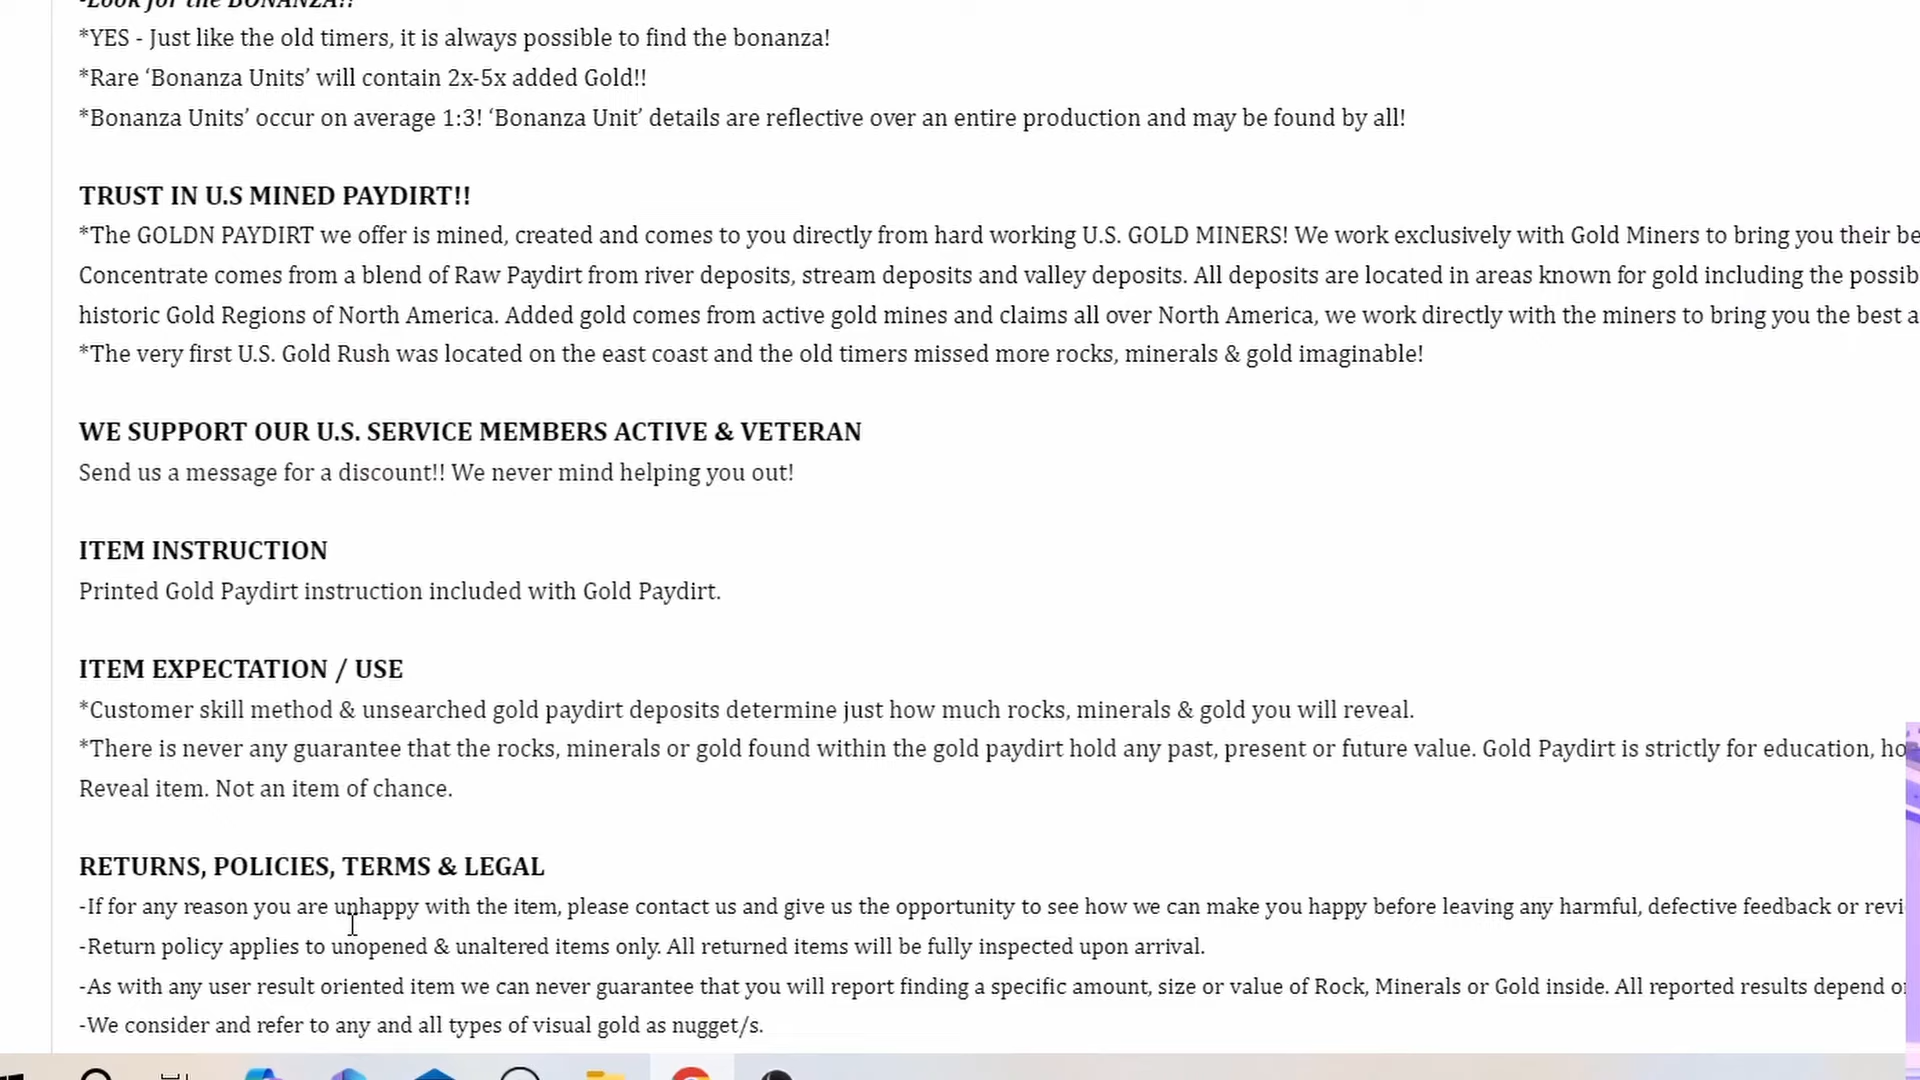 -Look for the BONANZA!!
*YES - Just like the old timers, it is always possible to find the bonanza!
*Rare ‘Bonanza Units’ will contain 2x-5x added Gold!!
*Bonanza Units’ occur on average 1:3! ‘Bonanza Unit’ details are reflective over an entire production and may be found by all!
TRUST IN U.S MINED PAYDIRT!!
*The GOLDN PAYDIRT we offer is mined, created and comes to you directly from hard working U.S. GOLD MINERS! We work exclusively with Gold Miners to bring you their be
Concentrate comes from a blend of Raw Paydirt from river deposits, stream deposits and valley deposits. All deposits are located in areas known for gold including the possib
historic Gold Regions of North America. Added gold comes from active gold mines and claims all over North America, we work directly with the miners to bring you the best a
*The very first U.S. Gold Rush was located on the east coast and the old timers missed more rocks, minerals & gold imaginable!
WE SUPPORT OUR U.S. SERVICE MEMBERS ACTIVE & VETERAN
Send us a message for a discount!! We never mind helping you out!
ITEM INSTRUCTION
Printed Gold Paydirt instruction included with Gold Paydirt.
ITEM EXPECTATION / USE
*Customer skill method & unsearched gold paydirt deposits determine just how much rocks, minerals & gold you will reveal.
*There is never any guarantee that the rocks, minerals or gold found within the gold paydirt hold any past, present or future value. Gold Paydirt is strictly for education, ho
Reveal item. Not an item of chance.
RETURNS, POLICIES, TERMS & LEGAL
-If for any reason you are unhappy with the item, please contact us and give us the opportunity to see how we can make you happy before leaving any harmful, defective feedback or revi
-Return policy applies to unopened & unaltered items only. All returned items will be fully inspected upon arrival.
-As with any user result oriented item we can never guarantee that you will report finding a specific amount, size or value of Rock, Minerals or Gold inside. All reported results depend o
-We consider and refer to any and all types of visual gold as nugget/s.